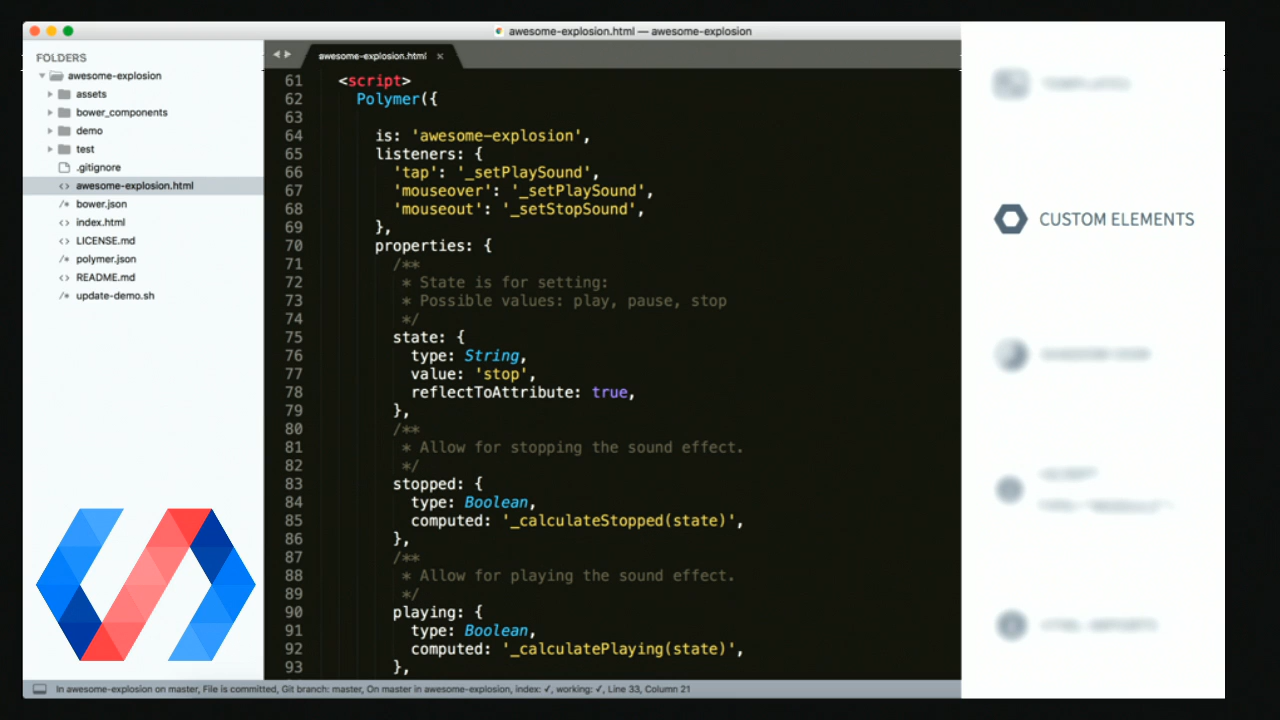 awesome-explosion.html — awesome-explosion
FOLDERS
awesome-explosion
assets
bower_components
demo
test
.gitignore
<> awesome-explosion.html
/* bower.json
<> index.html
<> LICENSE.md
/* polymer.json
<> README.md
/* update-demo.sh
awesome-explosion.html ×
61 <script>
62 Polymer({
63
64 is: 'awesome-explosion',
65 listeners: {
66 'tap': '_setPlaySound',
67 'mouseover': '_setPlaySound',
68 'mouseout': '_setStopSound',
69 },
70 properties: {
71 /**
72 * State is for setting:
73 * Possible values: play, pause, stop
74 */
75 state: {
76 type: String,
77 value: 'stop',
78 reflectToAttribute: true,
79 },
80 /**
81 * Allow for stopping the sound effect.
82 */
83 stopped: {
84 type: Boolean,
85 computed: '_calculateStopped(state)',
86 },
87 /**
88 * Allow for playing the sound effect.
89 */
90 playing: {
91 type: Boolean,
92 computed: '_calculatePlaying(state)',
93 },
In awesome-explosion on master, File is committed, Git branch: master, On master in awesome-explosion, index: ✓, working: ✓, Line 33, Column 21
CUSTOM ELEMENTS